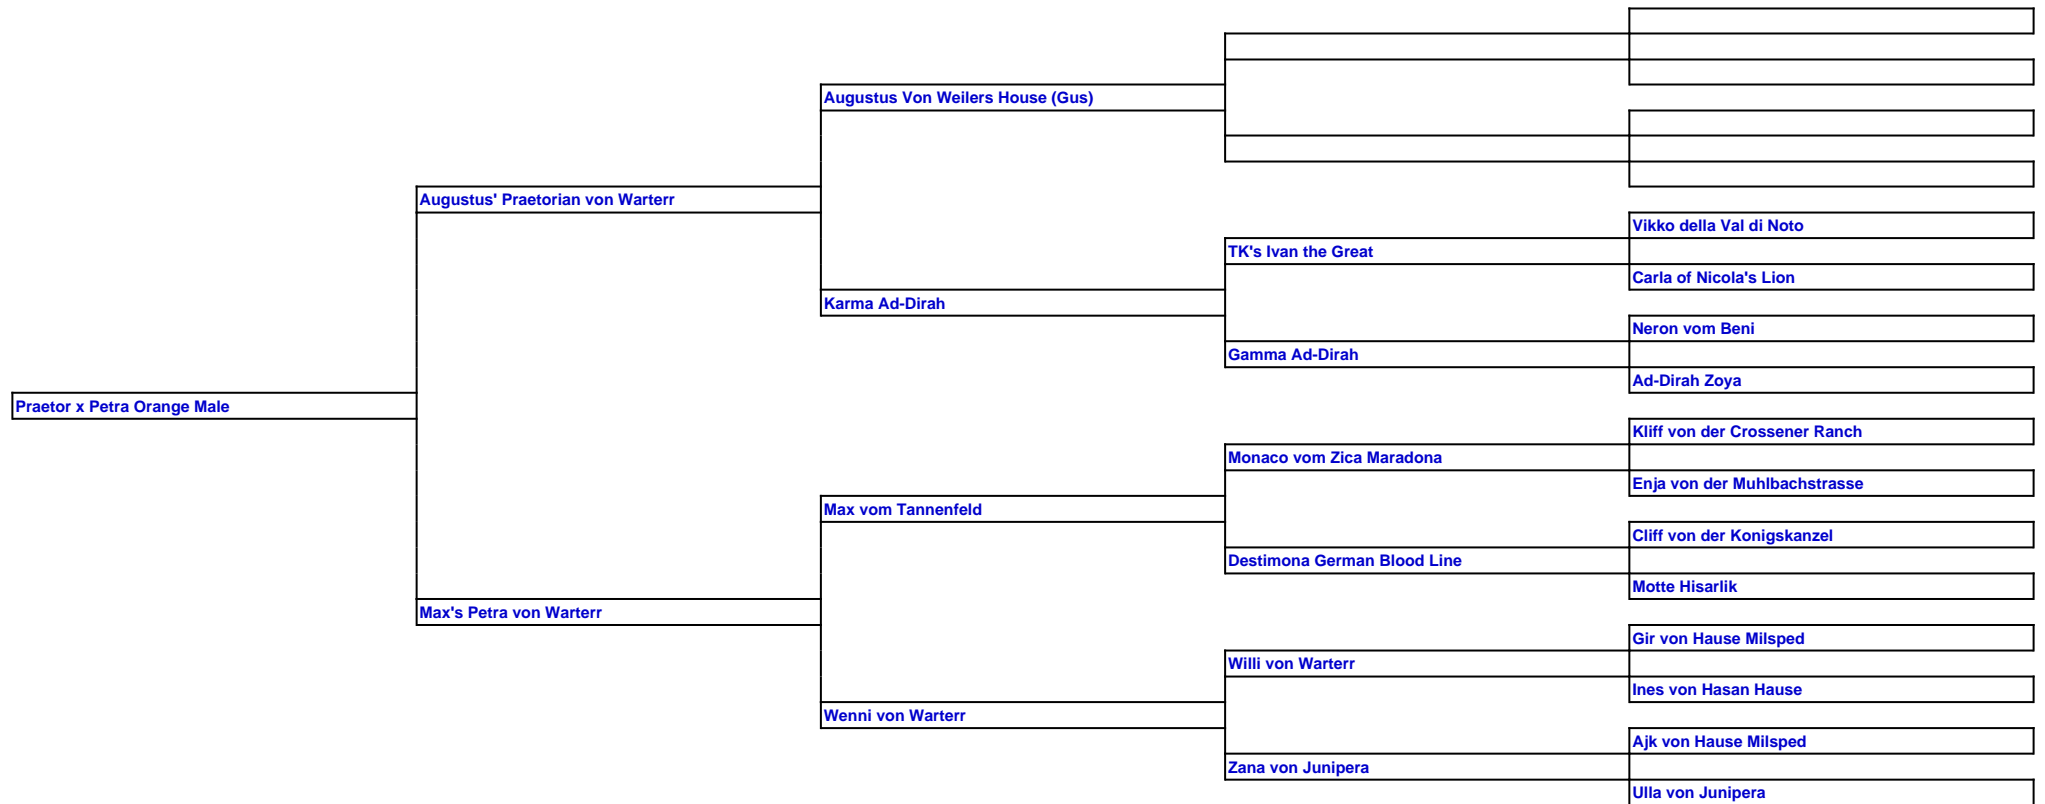 Augustus Von Weilers House (Gus)
Augustus' Praetorian von Warterr
Vikko della Val di Noto
TK's Ivan the Great
Carla of Nicola's Lion
Karma Ad-Dirah
Neron vom Beni
Gamma Ad-Dirah
Ad-Dirah Zoya
Praetor x Petra Orange Male
Kliff von der Crossener Ranch
Monaco vom Zica Maradona
Enja von der Muhlbachstrasse
Max vom Tannenfeld
Cliff von der Konigskanzel
Destimona German Blood Line
Motte Hisarlik
Max's Petra von Warterr
Gir von Hause Milsped
Willi von Warterr
Ines von Hasan Hause
Wenni von Warterr
Ajk von Hause Milsped
Zana von Junipera
Ulla von Junipera